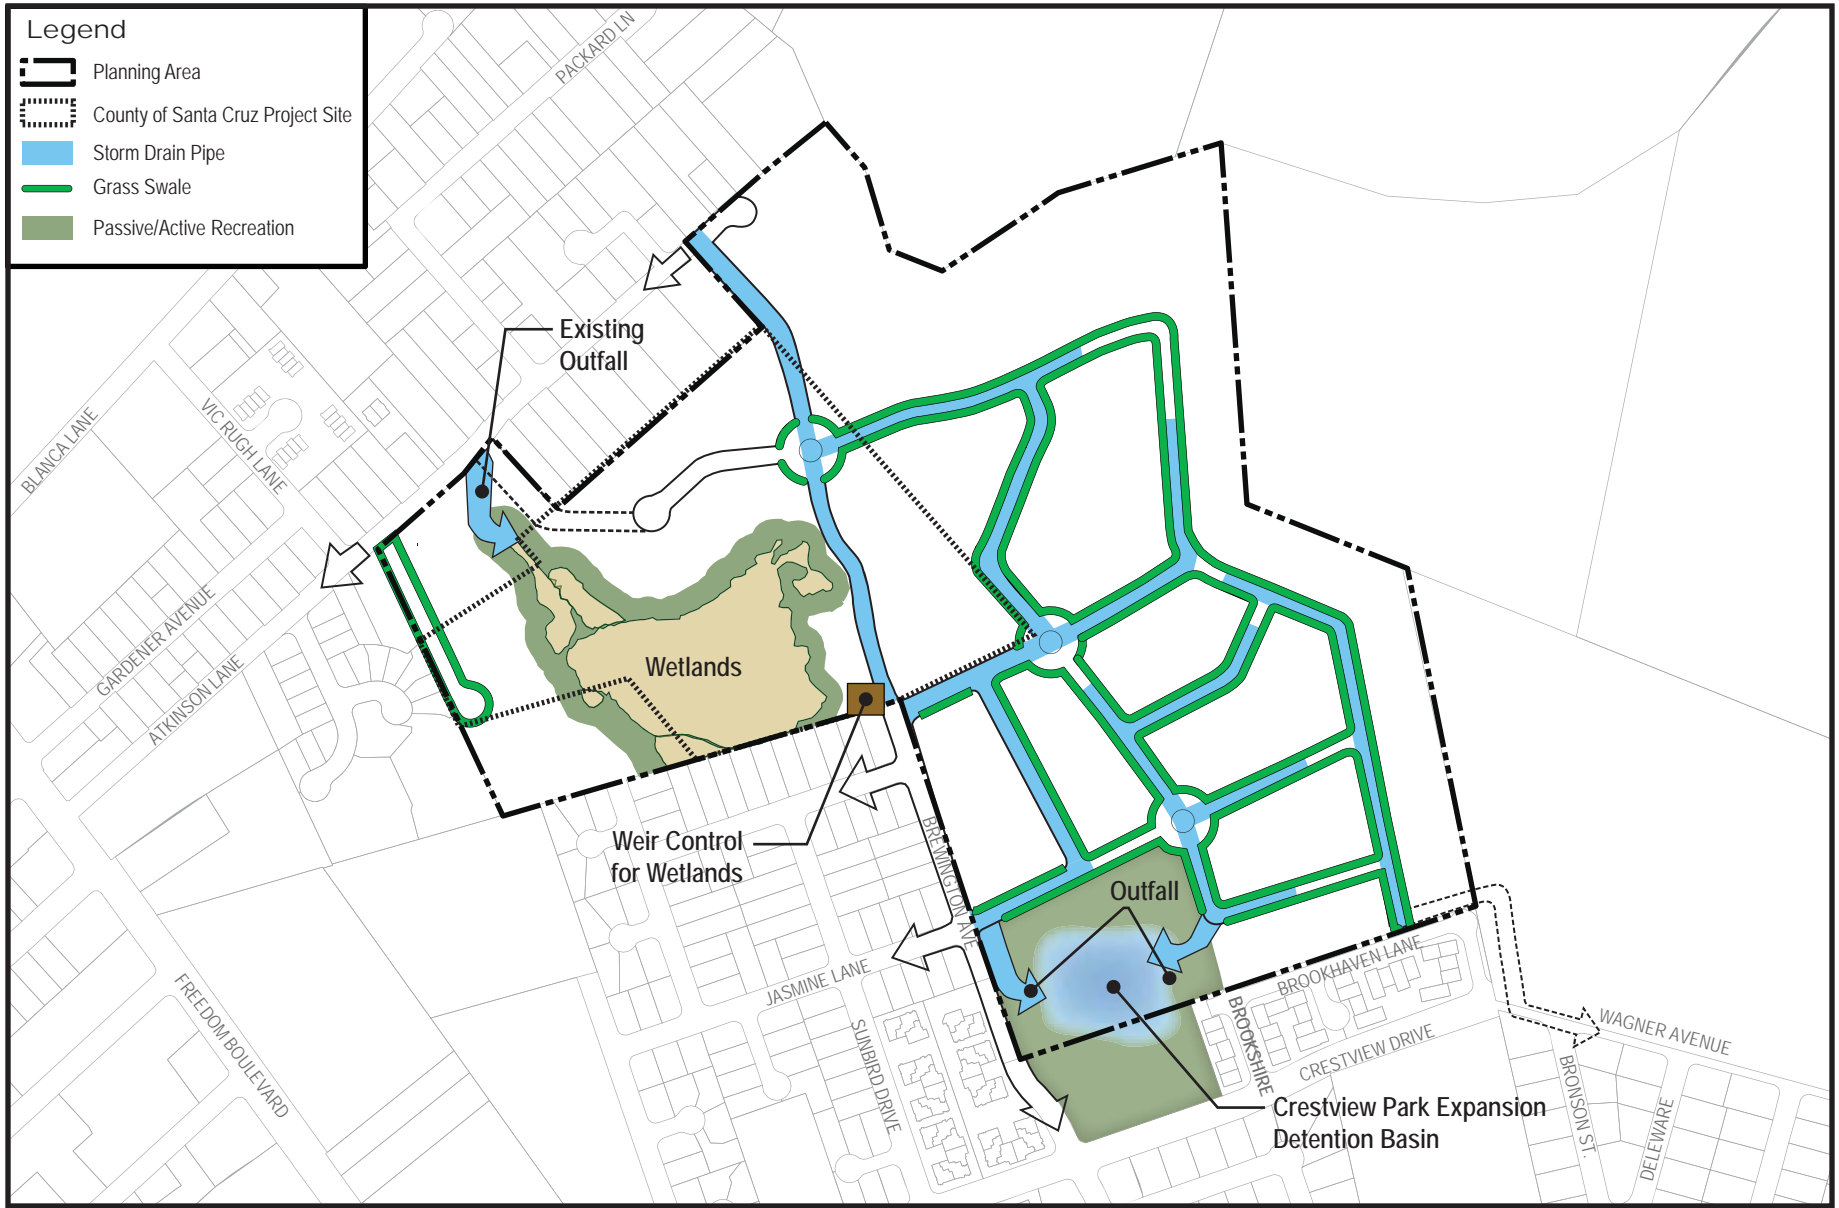 Legend
Planning Area
County of Santa Cruz Project Site
Storm Drain Pipe
Grass Swale
Passive/Active Recreation
PACKARD LN
Existing
Outfall
BLANCA LANE
VIC RUGH LANE
GARDENER AVENUE
ATKINSON LANE
Wetlands
Weir Control
for Wetlands
BREWINGTON AVE
Outfall
JASMINE LANE
FREEDOM BOULEVARD
SUNBIRD DRIVE
BROOKHAVEN LANE
BROOKSHIRE
CRESTVIEW DRIVE
WAGNER AVENUE
BRONSON ST.
DELEWARE
Crestview Park Expansion
Detention Basin